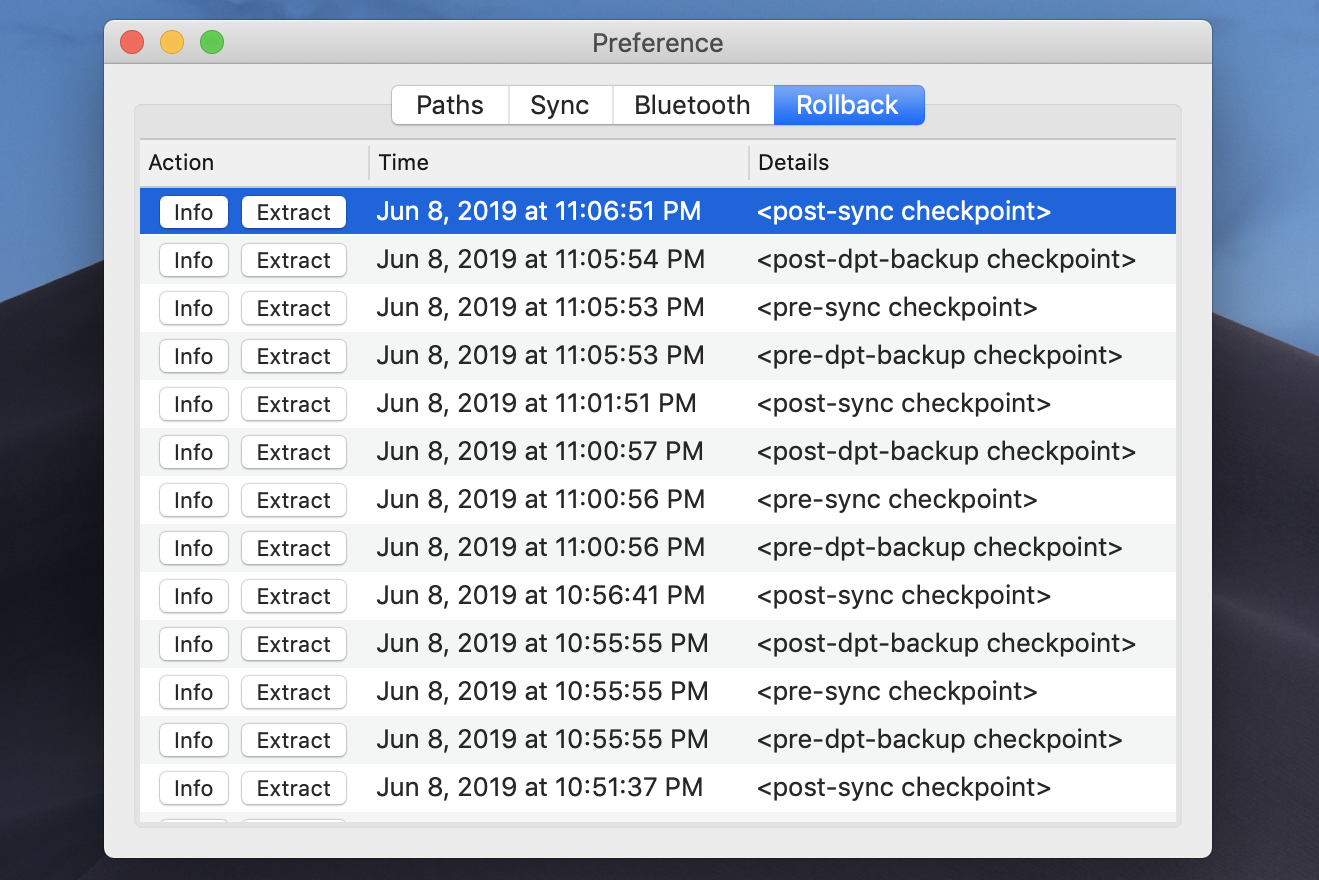 Preference
Paths Sync Bluetooth Rollback
Action Time Details
Info Extract Jun 8, 2019 at 11:06:51 PM <post-sync checkpoint>
Info Extract Jun 8, 2019 at 11:05:54 PM <post-dpt-backup checkpoint>
Info Extract Jun 8, 2019 at 11:05:53 PM <pre-sync checkpoint>
Info Extract Jun 8, 2019 at 11:05:53 PM <pre-dpt-backup checkpoint>
Info Extract Jun 8, 2019 at 11:01:51 PM <post-sync checkpoint>
Info Extract Jun 8, 2019 at 11:00:57 PM <post-dpt-backup checkpoint>
Info Extract Jun 8, 2019 at 11:00:56 PM <pre-sync checkpoint>
Info Extract Jun 8, 2019 at 11:00:56 PM <pre-dpt-backup checkpoint>
Info Extract Jun 8, 2019 at 10:56:41 PM <post-sync checkpoint>
Info Extract Jun 8, 2019 at 10:55:55 PM <post-dpt-backup checkpoint>
Info Extract Jun 8, 2019 at 10:55:55 PM <pre-sync checkpoint>
Info Extract Jun 8, 2019 at 10:55:55 PM <pre-dpt-backup checkpoint>
Info Extract Jun 8, 2019 at 10:51:37 PM <post-sync checkpoint>